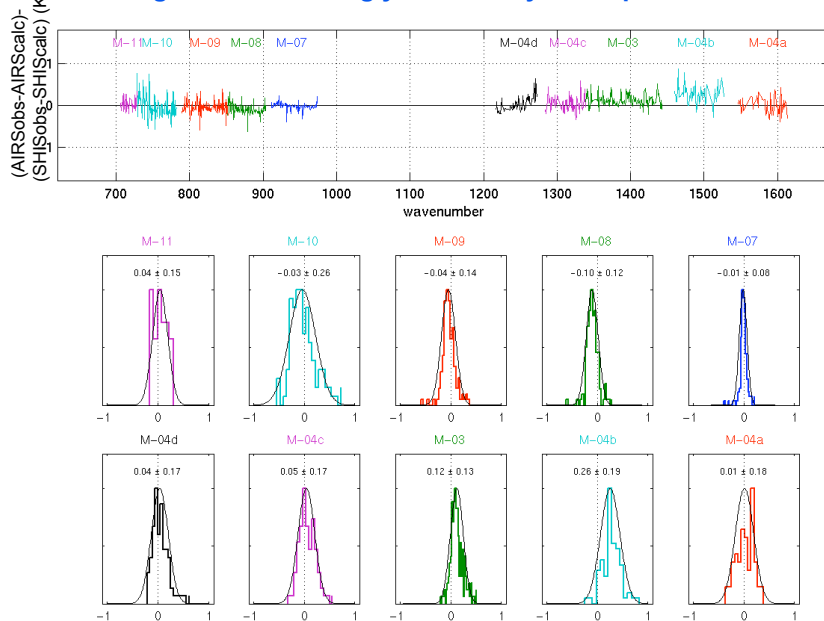 (AIRSobs-AIRScalc)-
(SHISobs-SHIScalc) (K
M-11 M-10 M-09 M-08 M-07 M-04d M-04c M-03 M-04b M-04a
1
0
1
700 800 900 1000 1100 1200 1300 1400 1500 1600
wavenumber
M-11 M-10 M-09 M-08 M-07
0.04 ± 0.15 -0.03 ± 0.26 -0.04 ± 0.14 -0.10 ± 0.12 -0.01 ± 0.08
-1 0 1 -1 0 1 -1 0 1 -1 0 1 -1 0 1
M-04d M-04c M-03 M-04b M-04a
0.04 ± 0.17 0.05 ± 0.17 0.12 ± 0.13 0.26 ± 0.19 0.01 ± 0.18
-1 0 1 -1 0 1 -1 0 1 -1 0 1 -1 0 1